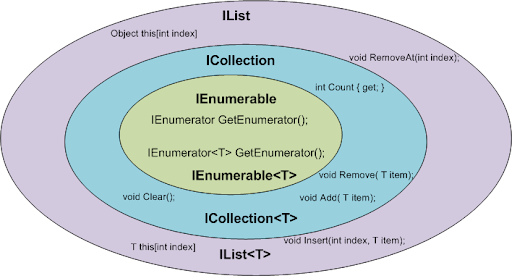 IList
Object this[int index]
void RemoveAt(int index);
ICollection
int Count { get; }
IEnumerable
IEnumerator GetEnumerator();
IEnumerator<T> GetEnumerator();
IEnumerable<T>
void Remove( T item);
void Clear();
void Add( T item);
ICollection<T>
T this[int index]
void Insert(int index, T item);
IList<T>